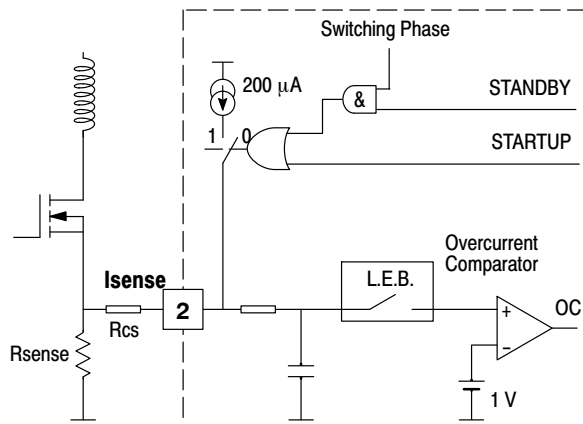 Switching Phase
200 μA
&
STANDBY
1 0
STARTUP
Overcurrent
Comparator
Isense
L.E.B.
2
+
OC
Rcs
−
Rsense
1 V